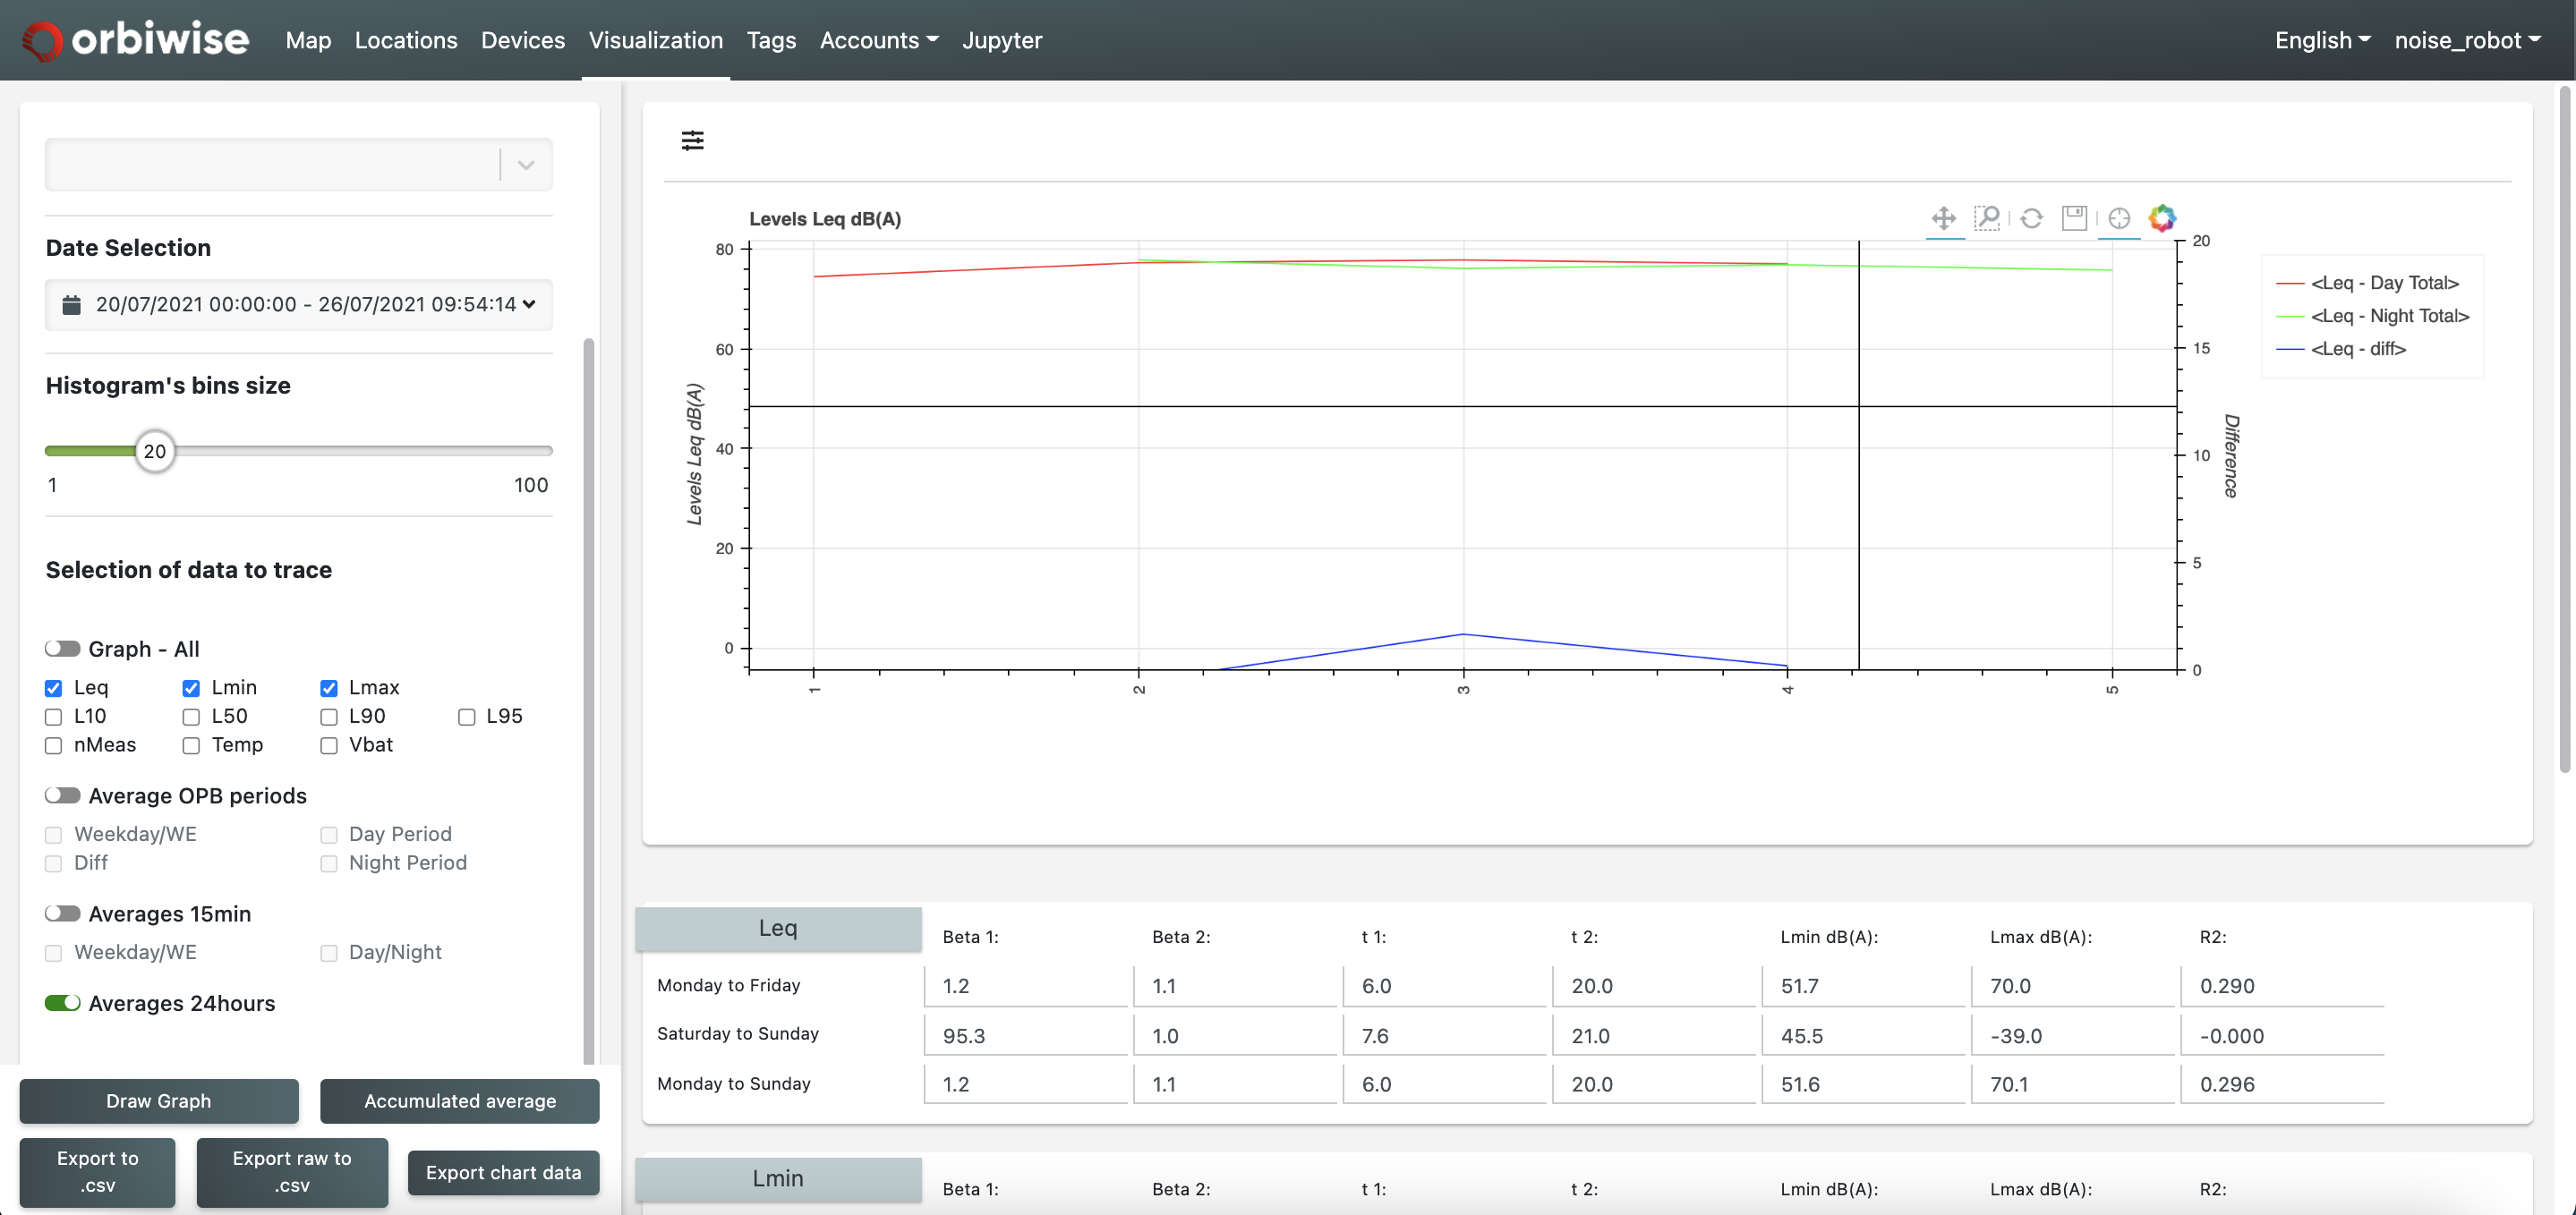 orbiwise Map Locations Devices Visualization Tags Accounts Jupyter English noise_robot
Date Selection
20/07/2021 00:00:00 - 26/07/2021 09:54:14
Histogram's bins size
20
1 100
Selection of data to trace
Graph - All
Leq Lmin Lmax
L10 L50 L90 L95
nMeas Temp Vbat
Average OPB periods
Weekday/WE Day Period
Diff Night Period
Averages 15min
Weekday/WE Day/Night
Averages 24hours
Draw Graph Accumulated average
Export to .csv
Export raw to .csv
Export chart data
Levels Leq dB(A)
80
60
40
20
0
Levels Leq dB(A)
1 2 3 4 5
20
15
10
5
0
Difference
<Leq - Day Total>
<Leq - Night Total>
<Leq - diff>
Leq Beta 1: Beta 2: t 1: t 2: Lmin dB(A): Lmax dB(A): R2:
Monday to Friday 1.2 1.1 6.0 20.0 51.7 70.0 0.290
Saturday to Sunday 95.3 1.0 7.6 21.0 45.5 -39.0 -0.000
Monday to Sunday 1.2 1.1 6.0 20.0 51.6 70.1 0.296
Lmin Beta 1: Beta 2: t 1: t 2: Lmin dB(A): Lmax dB(A): R2: